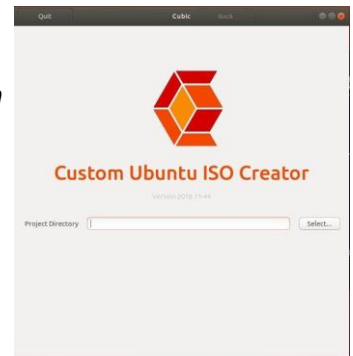 Quit Cubic Back
Custom Ubuntu ISO Creator
Project Directory Select...